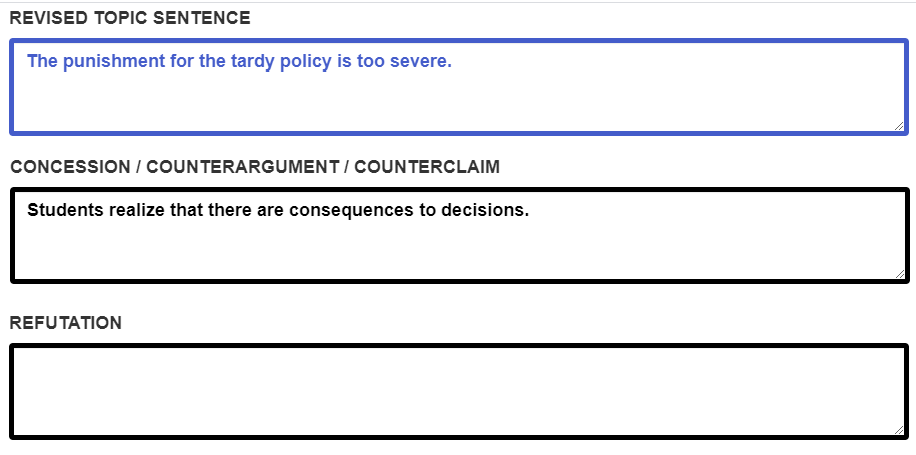 REVISED TOPIC SENTENCE
The punishment for the tardy policy is too severe.
CONCESSION / COUNTERARGUMENT / COUNTERCLAIM
Students realize that there are consequences to decisions.
REFUTATION